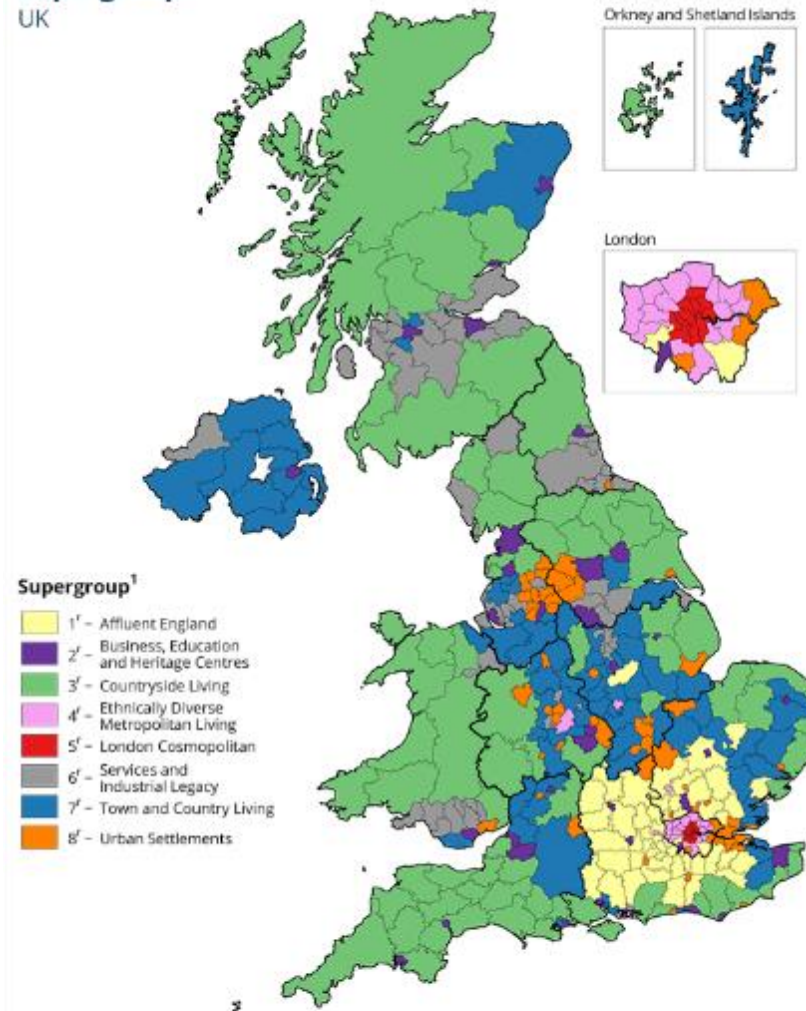 UK
Orkney and Shetland Islands
London
Supergroup¹
1ʳ – Affluent England
2ʳ – Business, Education
and Heritage Centres
3ʳ – Countryside Living
4ʳ – Ethnically Diverse
Metropolitan Living
5ʳ – London Cosmopolitan
6ʳ – Services and
Industrial Legacy
7ʳ – Town and Country Living
8ʳ – Urban Settlements